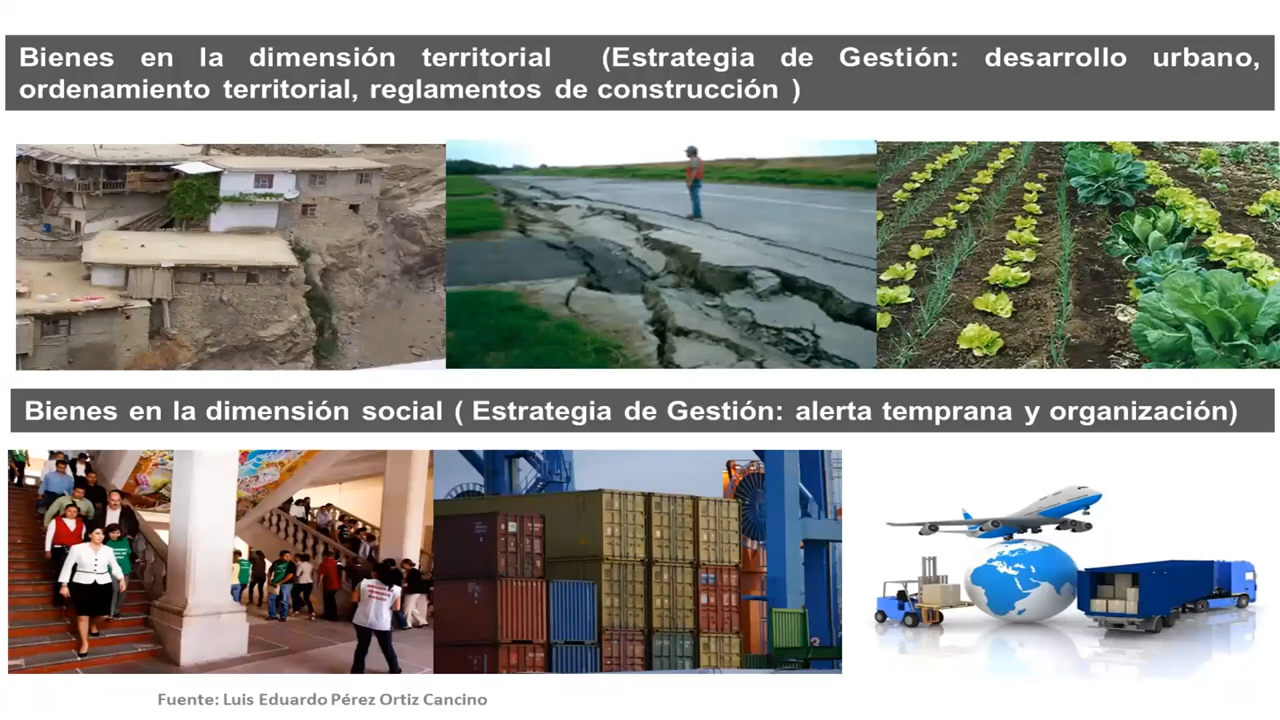 Bienes en la dimensión territorial (Estrategia de Gestión: desarrollo urbano,
ordenamiento territorial, reglamentos de construcción )
Bienes en la dimensión social ( Estrategia de Gestión: alerta temprana y organización)
Fuente: Luis Eduardo Pérez Ortiz Cancino